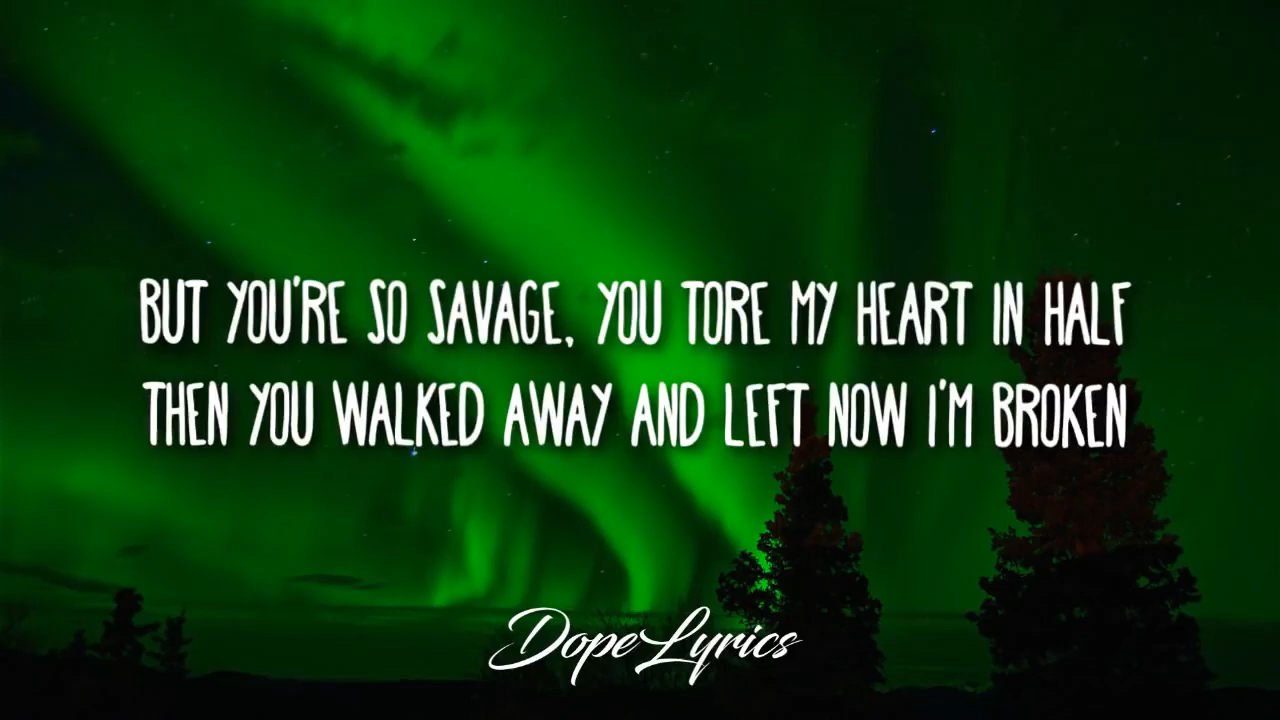 BUT YOU'RE SO SAVAGE, YOU TORE MY HEART IN HALF
THEN YOU WALKED AWAY AND LEFT NOW I'M BROKEN
DopeLyrics